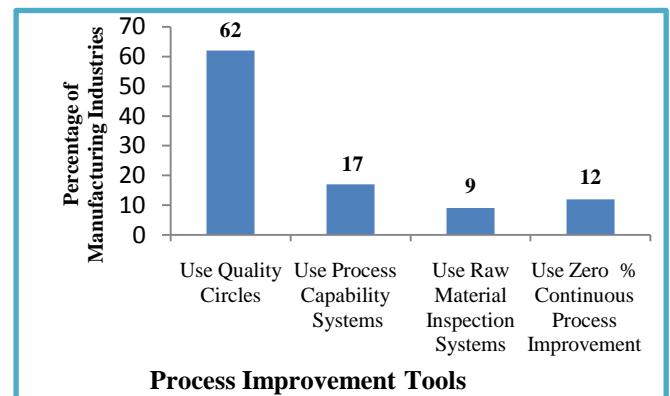 Percentage of
Manufacturing Industries
70
60
50
40
30
20
10
0
62
17
9
12
Use Quality
Circles
Use Process
Capability
Systems
Use Raw
Material
Inspection
Systems
Use Zero %
Continuous
Process
Improvement
Process Improvement Tools